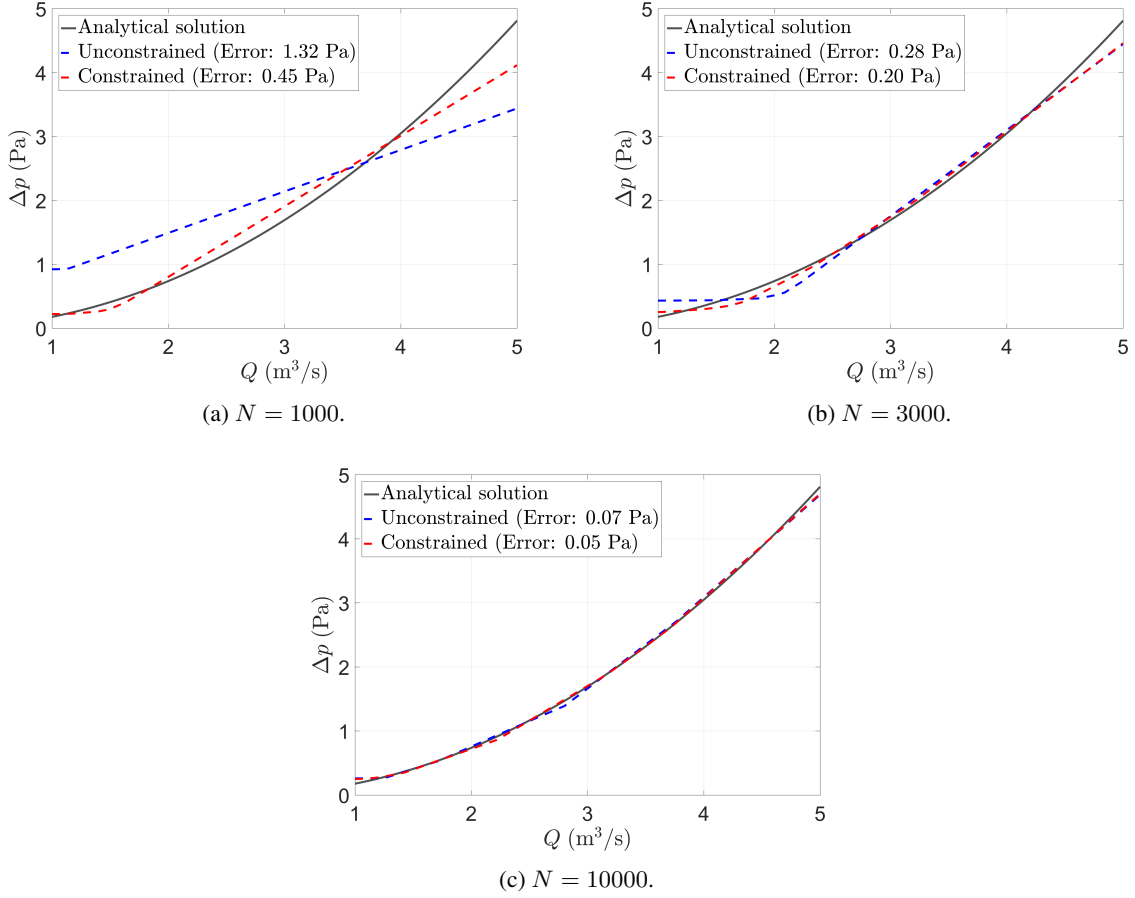 Analytical solution
Unconstrained (Error: 1.32 Pa)
Constrained (Error: 0.45 Pa)
5
4
3
2
1
0
Δp (Pa)
1 2 3 4 5
Q (m³/s)
(a) N = 1000.
Analytical solution
Unconstrained (Error: 0.28 Pa)
Constrained (Error: 0.20 Pa)
5
4
3
2
1
0
Δp (Pa)
1 2 3 4 5
Q (m³/s)
(b) N = 3000.
Analytical solution
Unconstrained (Error: 0.07 Pa)
Constrained (Error: 0.05 Pa)
5
4
3
2
1
0
Δp (Pa)
1 2 3 4 5
Q (m³/s)
(c) N = 10000.